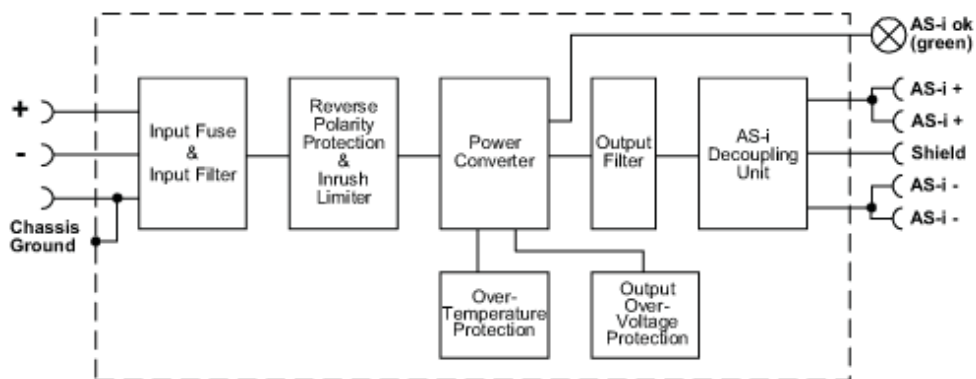 AS-i ok
(green)
+
-
Chassis
Ground
Input Fuse
&
Input Filter
Reverse
Polarity
Protection
&
Inrush
Limiter
Power
Converter
Output
Filter
AS-i
Decoupling
Unit
AS-i +
AS-i +
Shield
AS-i -
AS-i -
Over-
Temperature
Protection
Output
Over-
Voltage
Protection